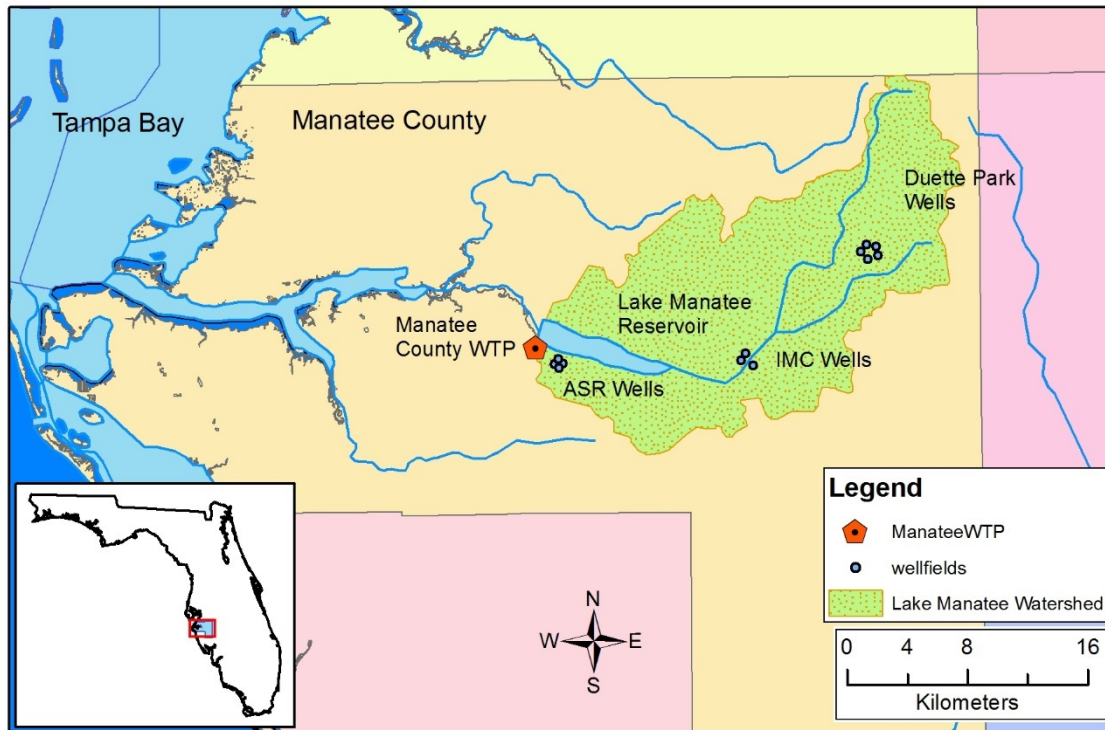 Tampa Bay
Manatee County
Duette Park
Wells
Lake Manatee
Reservoir
Manatee
County WTP
IMC Wells
ASR Wells
Legend
ManateeWTP
wellfields
Lake Manatee Watershed
0 4 8 16
Kilometers
N
W E
S